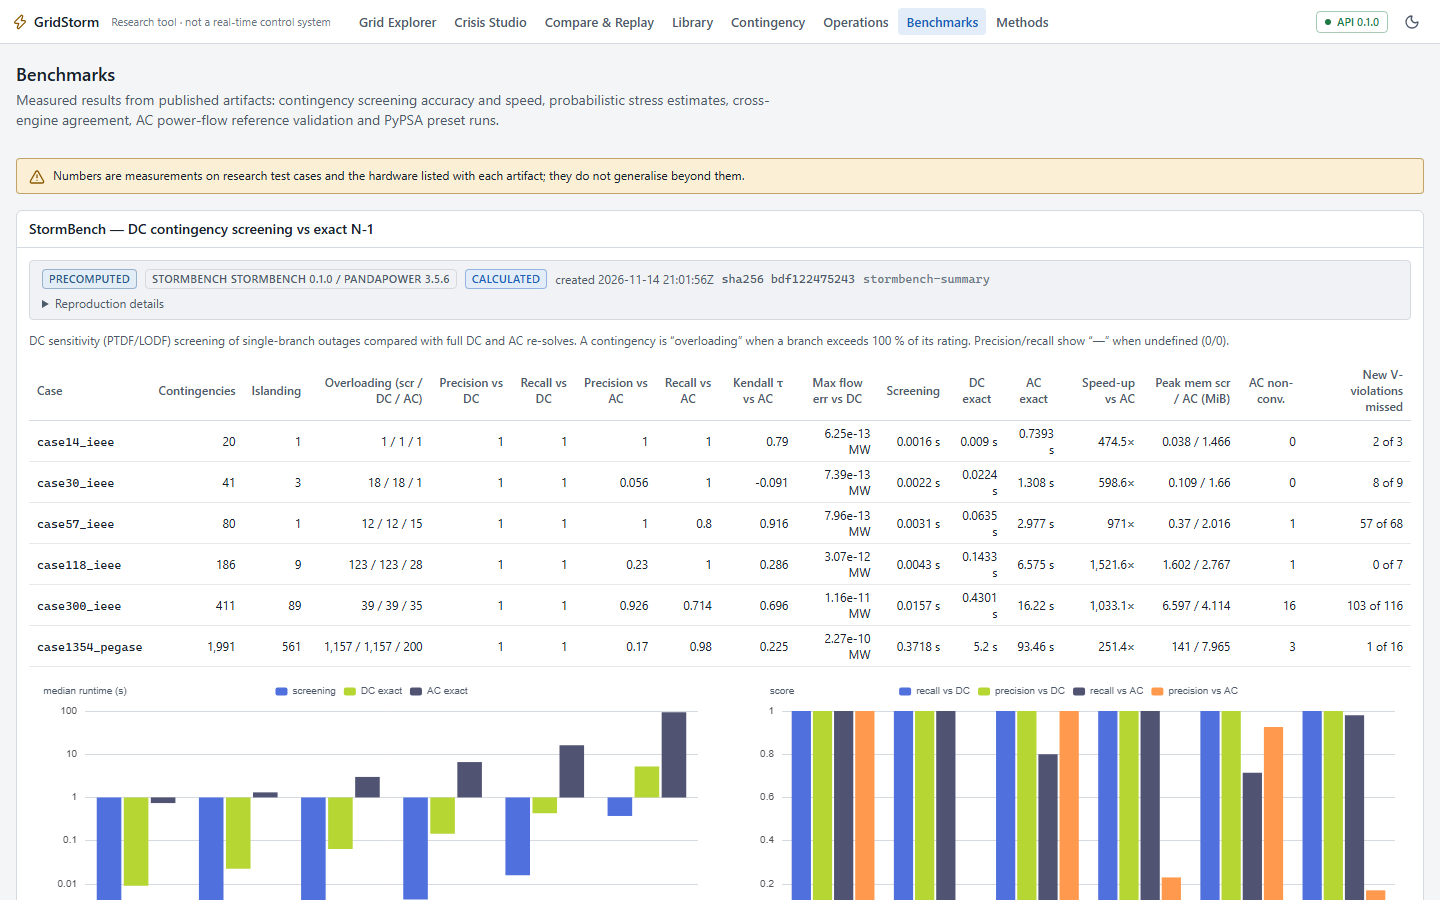 GridStorm
Research tool · not a real-time control system
Grid Explorer
Crisis Studio
Compare & Replay
Library
Contingency
Operations
Benchmarks
Methods
API 0.1.0
Benchmarks
Measured results from published artifacts: contingency screening accuracy and speed, probabilistic stress estimates, cross-
engine agreement, AC power-flow reference validation and PyPSA preset runs.
Numbers are measurements on research test cases and the hardware listed with each artifact; they do not generalise beyond them.
StormBench — DC contingency screening vs exact N-1
PRECOMPUTED STORMBENCH STORMBENCH 0.1.0 / PANDAPOWER 3.5.6 CALCULATED created 2026-11-14 21:01:56Z sha256 bdf122475243 stormbench-summary
Reproduction details
DC sensitivity (PTDF/LODF) screening of single-branch outages compared with full DC and AC re-solves. A contingency is “overloading” when a branch exceeds 100 % of its rating. Precision/recall show “—” when undefined (0/0).
Case Contingencies Islanding Overloading (scr / DC / AC) Precision vs DC Recall vs DC Precision vs AC Recall vs AC Kendall τ vs AC Max flow err vs DC Screening DC exact AC exact Speed-up vs AC Peak mem scr / AC (MiB) AC non-conv. New V-violations missed
case14_ieee 20 1 1 / 1 / 1 1 1 1 1 0.79 6.25e-13 MW 0.0016 s 0.009 s 0.7393 s 474.5× 0.038 / 1.466 0 2 of 3
case30_ieee 41 3 18 / 18 / 1 1 1 0.056 1 -0.091 7.39e-13 MW 0.0022 s 0.0224 s 1.308 s 598.6× 0.109 / 1.66 0 8 of 9
case57_ieee 80 1 12 / 12 / 15 1 1 1 0.8 0.916 7.96e-13 MW 0.0031 s 0.0635 s 2.977 s 971× 0.37 / 2.016 1 57 of 68
case118_ieee 186 9 123 / 123 / 28 1 1 0.23 1 0.286 3.07e-12 MW 0.0043 s 0.1433 s 6.575 s 1,521.6× 1.602 / 2.767 1 0 of 7
case300_ieee 411 89 39 / 39 / 35 1 1 0.926 0.714 0.696 1.16e-11 MW 0.0157 s 0.4301 s 16.22 s 1,033.1× 6.597 / 4.114 16 103 of 116
case1354_pegase 1,991 561 1,157 / 1,157 / 200 1 1 0.17 0.98 0.225 2.27e-10 MW 0.3718 s 5.2 s 93.46 s 251.4× 141 / 7.965 3 1 of 16
median runtime (s)
screening DC exact AC exact
100
10
1
0.1
0.01
score
recall vs DC precision vs DC recall vs AC precision vs AC
1
0.8
0.6
0.4
0.2